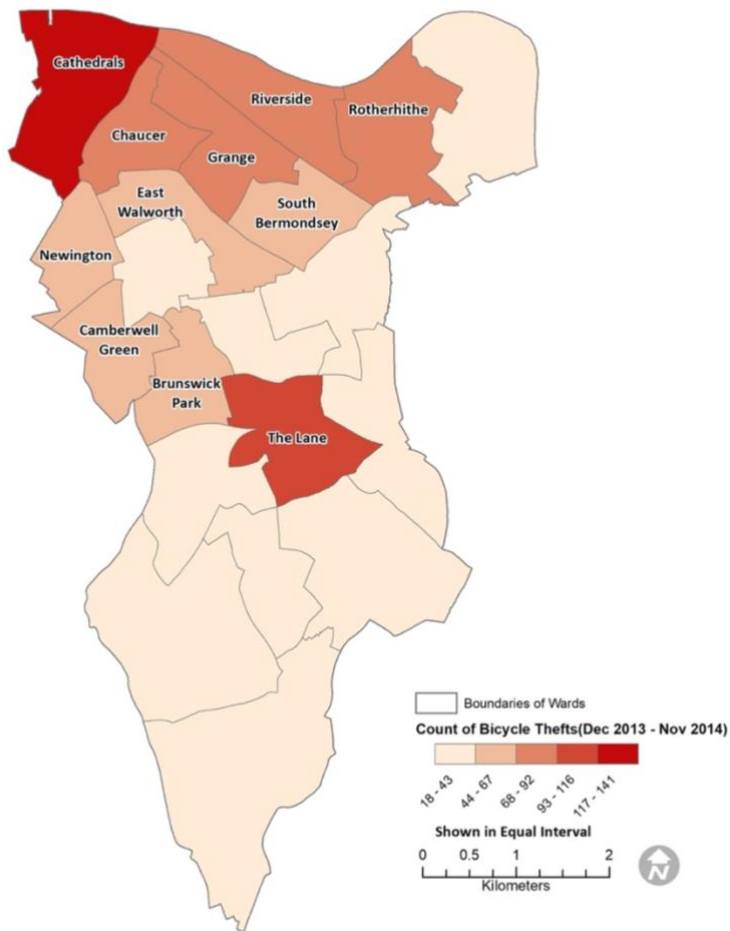 Cathedrals
Riverside
Rotherhithe
Chaucer
Grange
East
Walworth
South
Bermondsey
Newington
Camberwell
Green
Brunswick
Park
The Lane
Boundaries of Wards
Count of Bicycle Thefts(Dec 2013 - Nov 2014)
18 - 43
44 - 67
68 - 92
93 - 116
117 - 141
Shown in Equal Interval
0 0.5 1 2
Kilometers
N